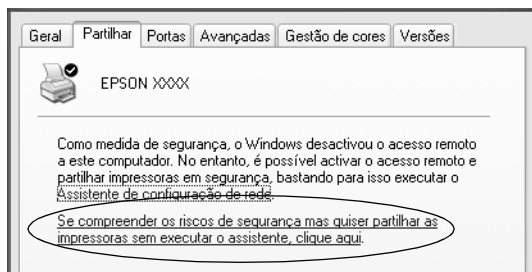 Geral Partilhar Portas Avançadas Gestão de cores Versões
EPSON XXXX
Como medida de segurança, o Windows desactivou o acesso remoto
a este computador. No entanto, é possível activar o acesso remoto e
partilhar impressoras em segurança, bastando para isso executar o
Assistente de configuração de rede.
Se compreender os riscos de segurança mas quiser partilhar as
impressoras sem executar o assistente, clique aqui.